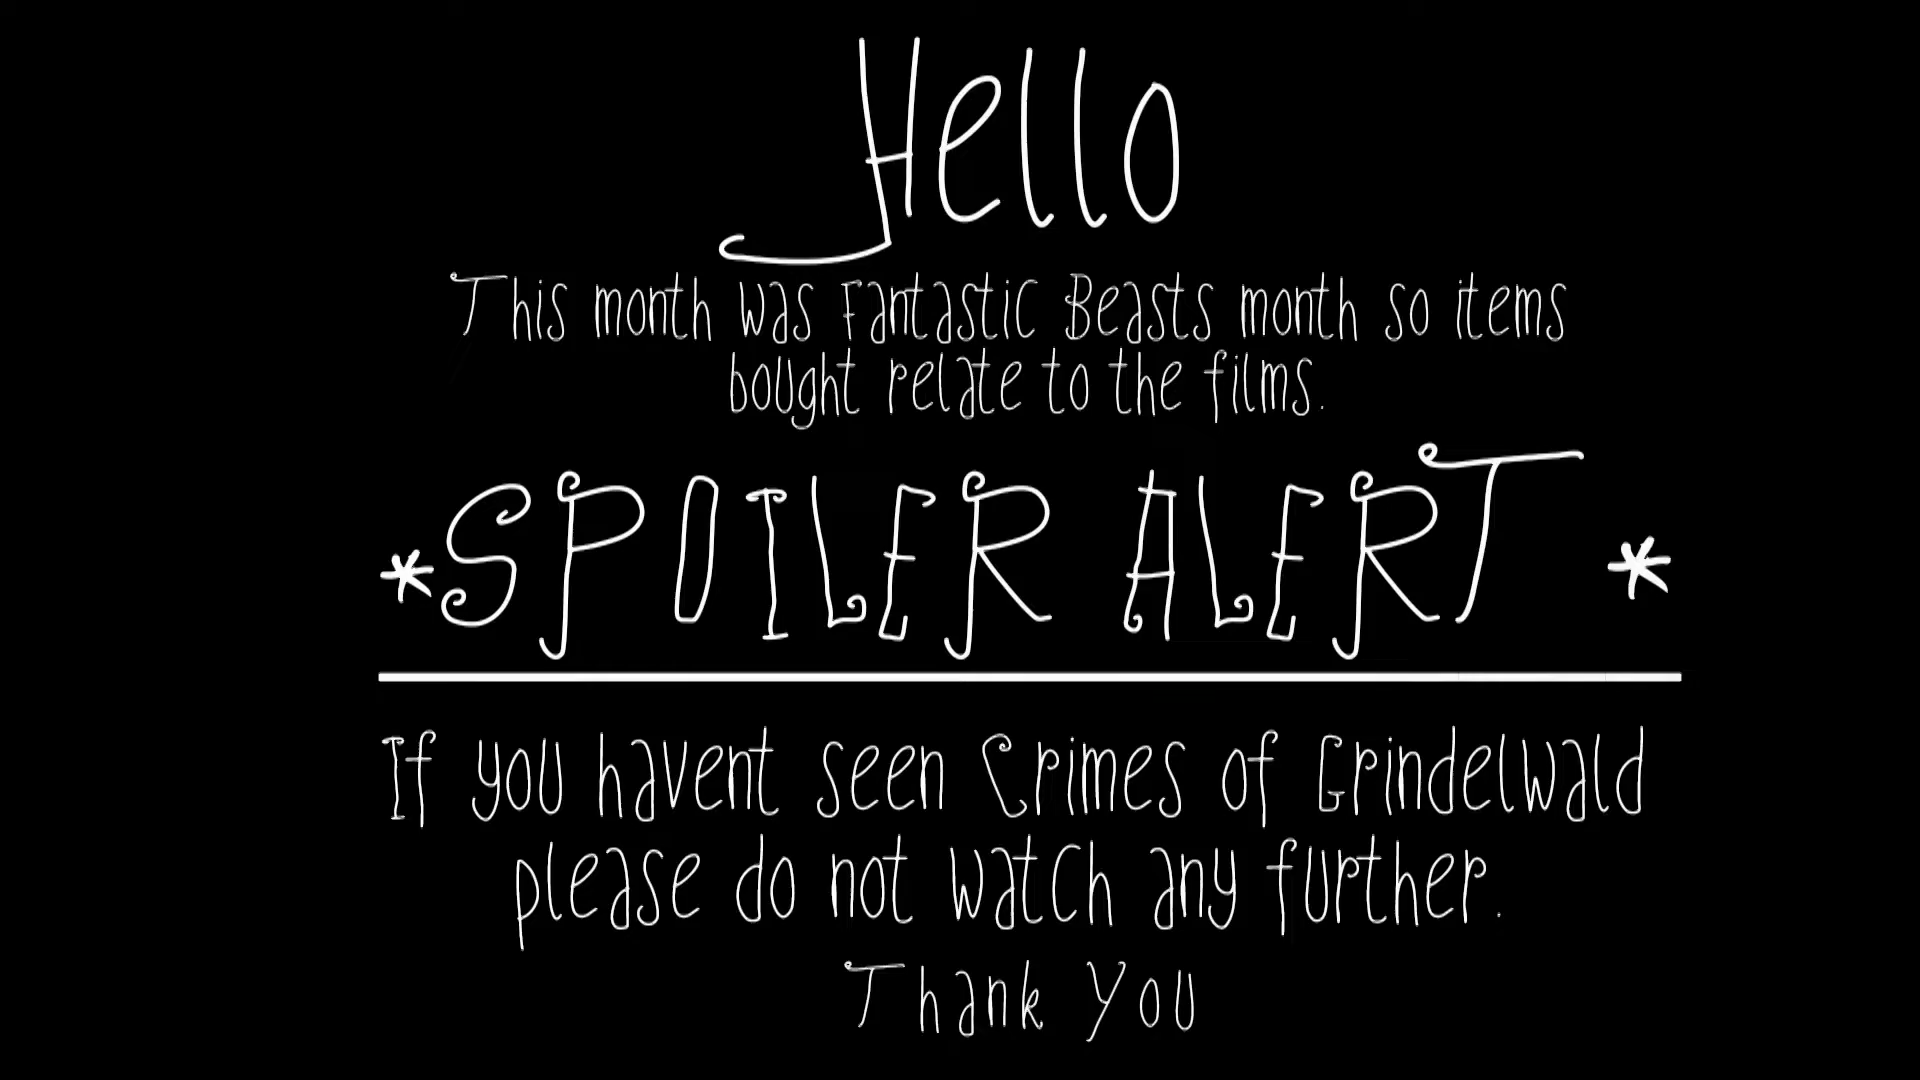 Hello
This month was Fantastic Beasts month so items
bought relate to the films.
*SPOILER ALERT *
If you havent seen Crimes of Grindelwald
please do not watch any further.
Thank You